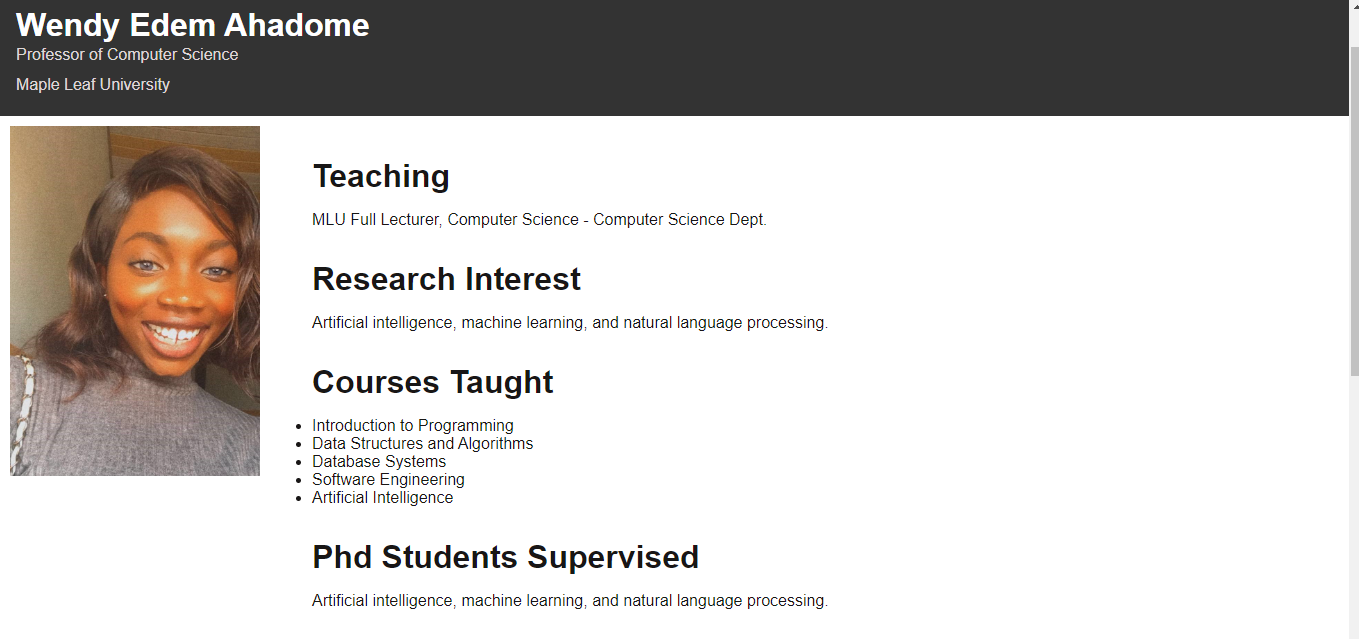 Wendy Edem Ahadome
Professor of Computer Science
Maple Leaf University
Teaching
MLU Full Lecturer, Computer Science - Computer Science Dept.
Research Interest
Artificial intelligence, machine learning, and natural language processing.
Courses Taught
Introduction to Programming
Data Structures and Algorithms
Database Systems
Software Engineering
Artificial Intelligence
Phd Students Supervised
Artificial intelligence, machine learning, and natural language processing.